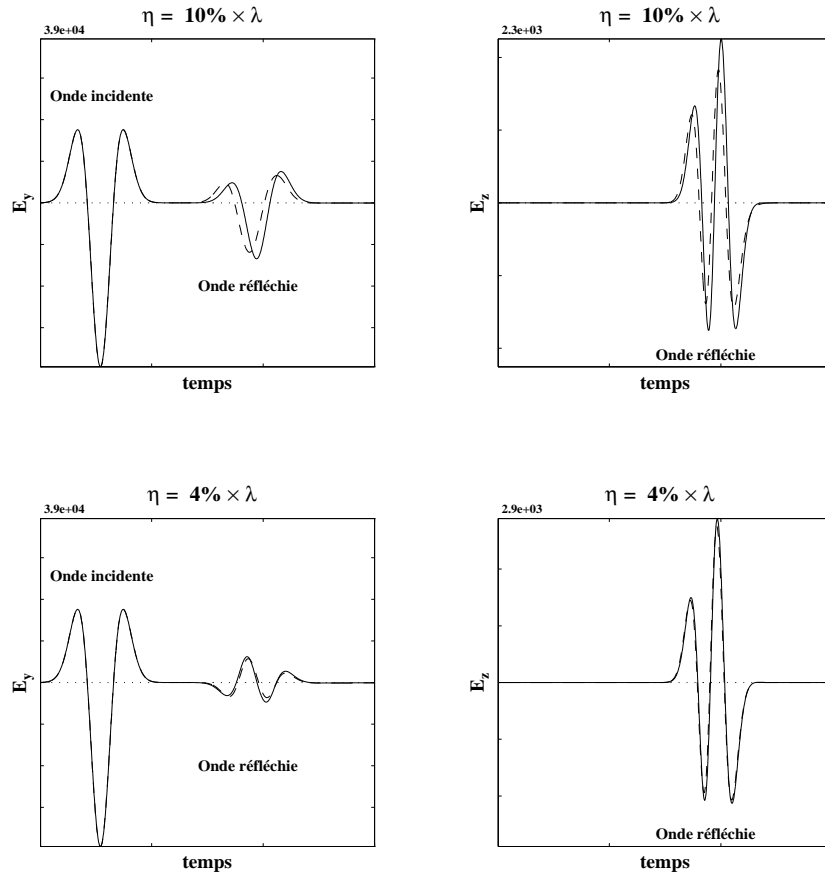 η = 10% × λ
3.9e+04
Onde incidente
E_y
Onde réfléchie
temps
η = 10% × λ
2.3e+03
E_z
Onde réfléchie
temps
η = 4% × λ
3.9e+04
Onde incidente
E_y
Onde réfléchie
temps
η = 4% × λ
2.9e+03
E_z
Onde réfléchie
temps